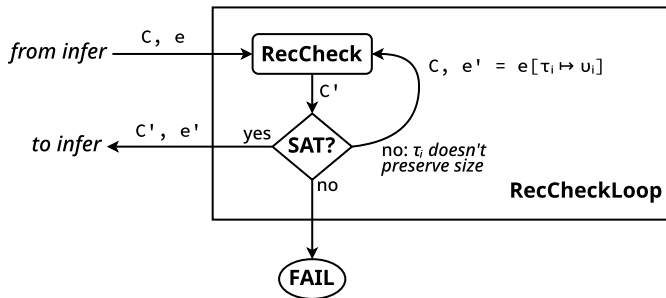 C, e
from infer
RecCheck
C, e' = e[τᵢ ↦ υᵢ]
C'
C', e'
yes
to infer
SAT?
no: τᵢ doesn't
preserve size
no
RecCheckLoop
FAIL